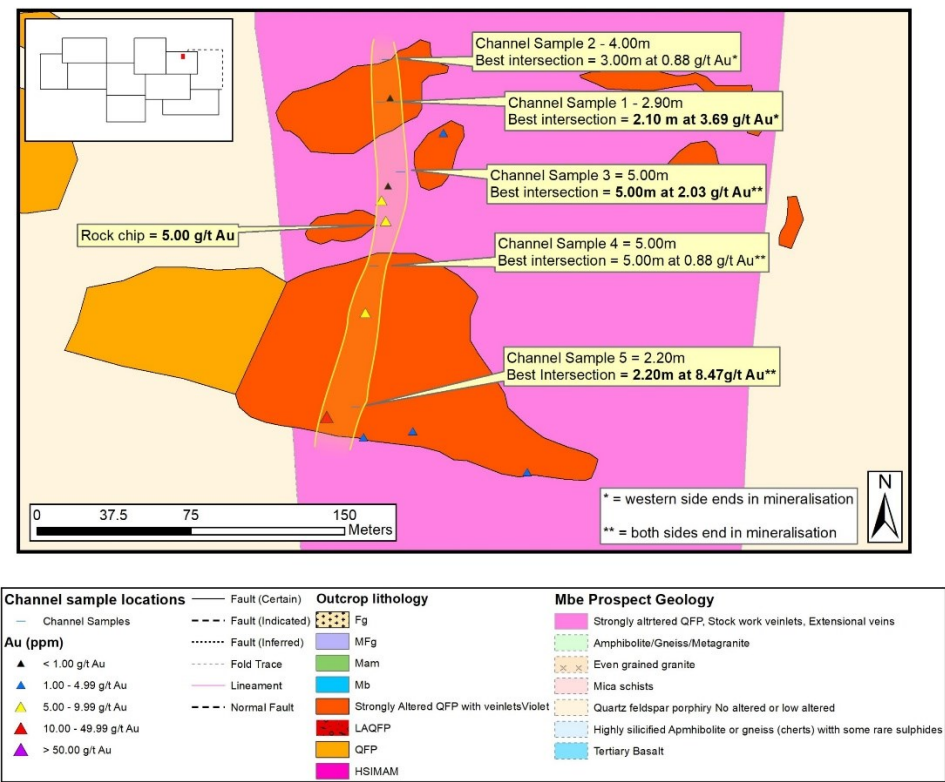 Channel Sample 2 - 4.00m
Best intersection = 3.00m at 0.88 g/t Au*
Channel Sample 1 - 2.90m
Best intersection = 2.10 m at 3.69 g/t Au*
Channel Sample 3 = 5.00m
Best intersection = 5.00m at 2.03 g/t Au**
Rock chip = 5.00 g/t Au
Channel Sample 4 = 5.00m
Best intersection = 5.00m at 0.88 g/t Au**
Channel Sample 5 = 2.20m
Best Intersection = 2.20m at 8.47g/t Au**
* = western side ends in mineralisation
** = both sides end in mineralisation
N
0 37.5 75 150
Meters
Channel sample locations
Channel Samples
Au (ppm)
< 1.00 g/t Au
1.00 - 4.99 g/t Au
5.00 - 9.99 g/t Au
10.00 - 49.99 g/t Au
> 50.00 g/t Au
Fault (Certain)
Fault (Indicated)
Fault (Inferred)
Fold Trace
Lineament
Normal Fault
Outcrop lithology
Fg
MFg
Mam
Mb
Strongly Altered QFP with veinletsViolet
LAQFP
QFP
HSIMAM
Mbe Prospect Geology
Strongly altrtered QFP, Stock work veinlets, Extensional veins
Amphibolite/Gneiss/Metagranite
Even grained granite
Mica schists
Quartz feldspar porphiry No altered or low altered
Highly silicified Apmhibolite or gneiss (cherts) witth som rare sulphides
Tertiary Basalt